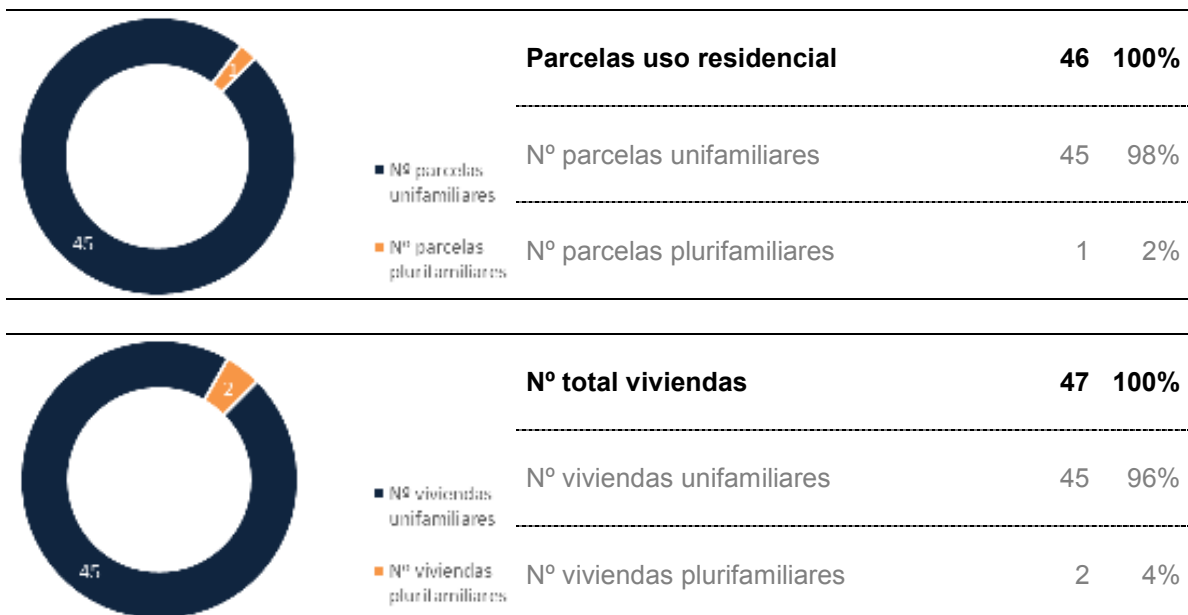 1
45
Nº parcelas
unifamiliares
Nº parcelas
plurifamiliares
Parcelas uso residencial 46 100%
Nº parcelas unifamiliares 45 98%
Nº parcelas plurifamiliares 1 2%
2
45
Nº viviendas
unifamiliares
Nº viviendas
plurifamiliares
Nº total viviendas 47 100%
Nº viviendas unifamiliares 45 96%
Nº viviendas plurifamiliares 2 4%